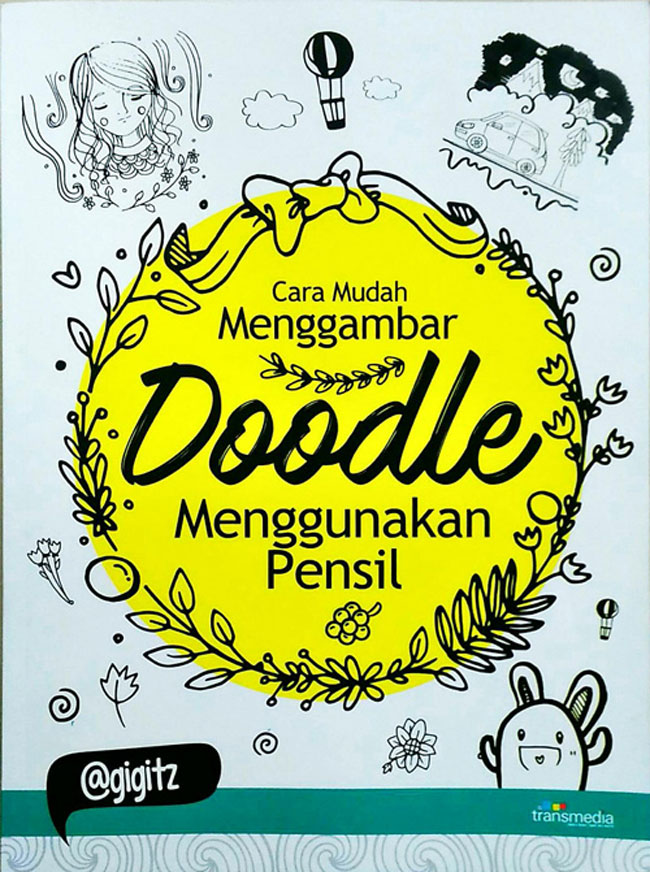 Cara Mudah
Menggambar
Doodle
Menggunakan
Pensil
@gigitz
transmedia